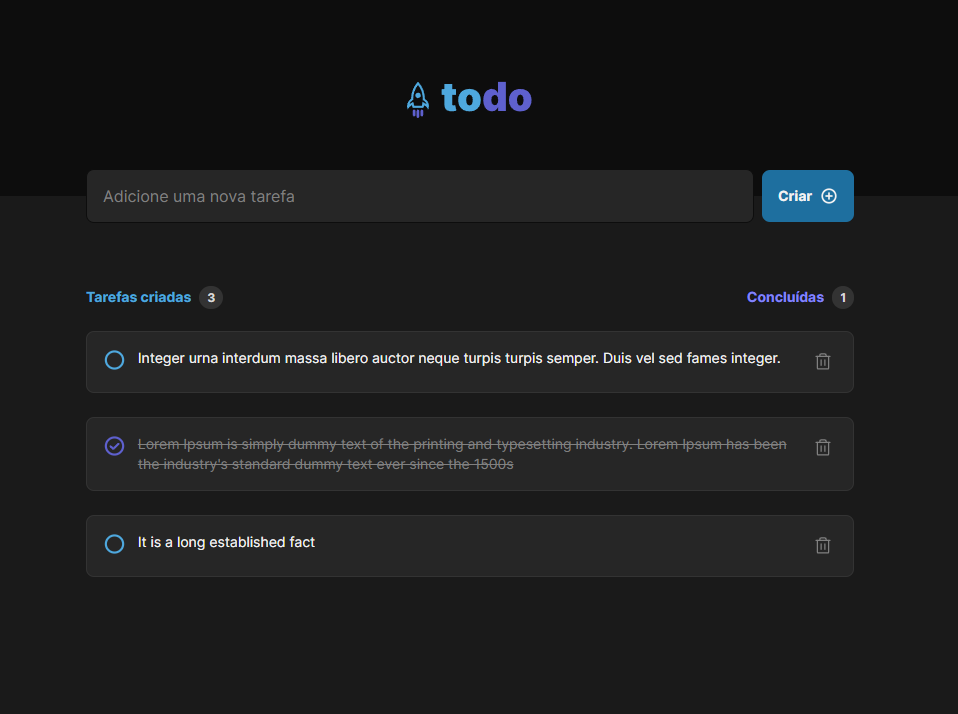 todo
Adicione uma nova tarefa
Criar
Tarefas criadas 3
Concluídas 1
Integer urna interdum massa libero auctor neque turpis turpis semper. Duis vel sed fames integer.
Lorem Ipsum is simply dummy text of the printing and typesetting industry. Lorem Ipsum has been
the industry's standard dummy text ever since the 1500s
It is a long established fact